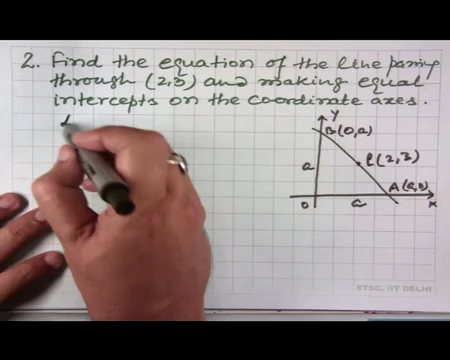 2. Find the equation of the line passing
through (2,3) and making equal
intercepts on the coordinate axes.
Y
B(0,a)
P(2,3)
a
A(a,0)
O
a
X
ETSC, IIT DELHI